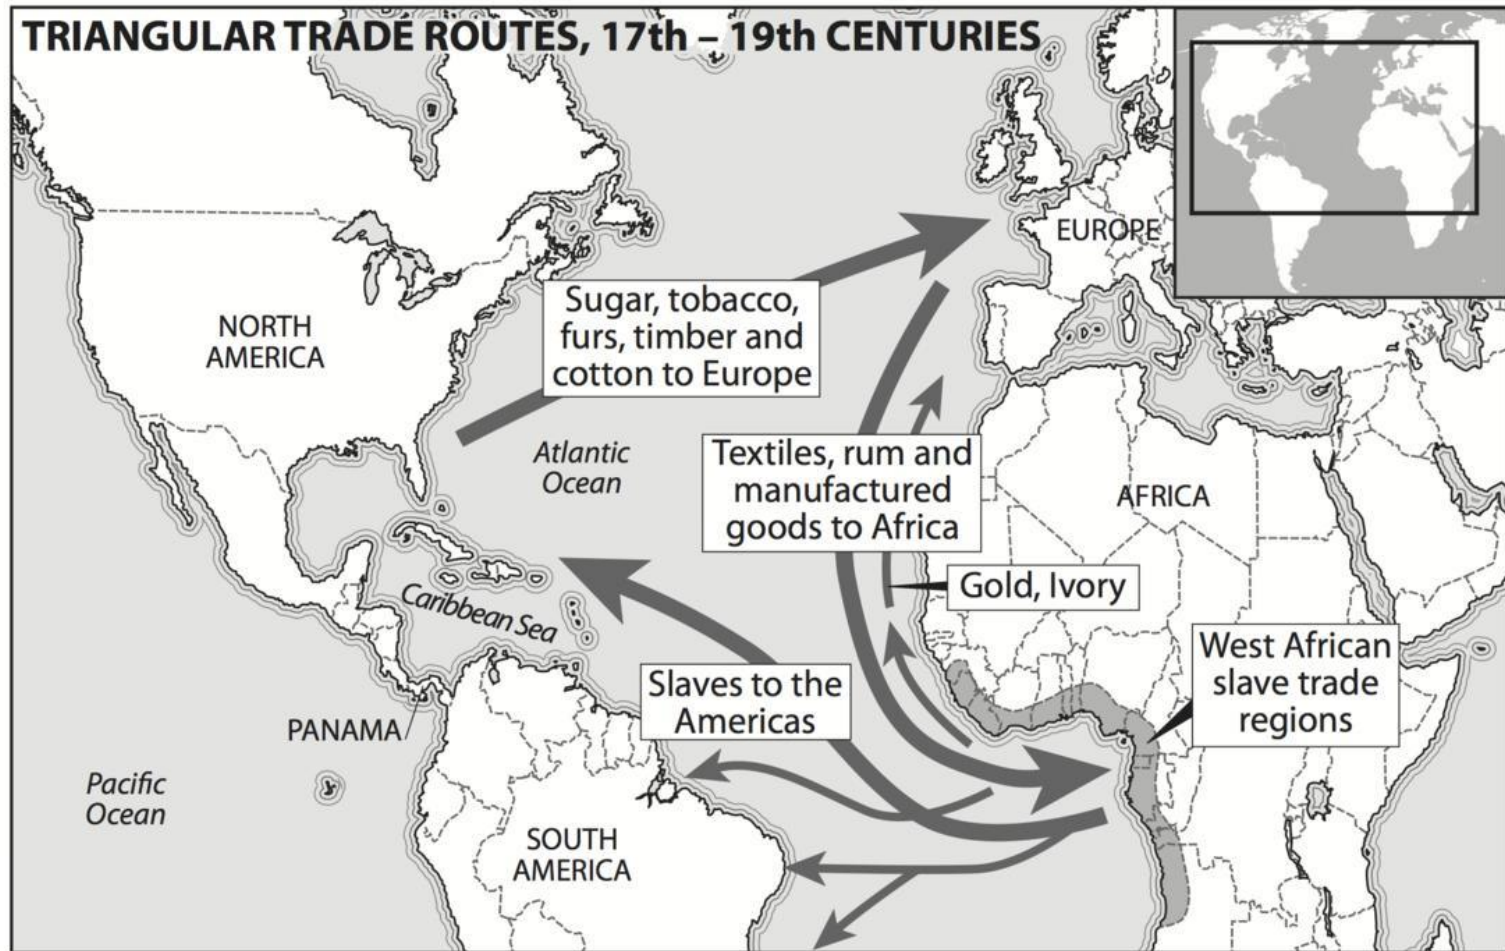 TRIANGULAR TRADE ROUTES, 17th – 19th CENTURIES
EUROPE
Sugar, tobacco,
furs, timber and
cotton to Europe
NORTH
AMERICA
Atlantic
Ocean
Textiles, rum and
manufactured
goods to Africa
AFRICA
Gold, Ivory
Caribbean Sea
West African
slave trade
regions
Slaves to the
Americas
PANAMA
Pacific
Ocean
SOUTH
AMERICA